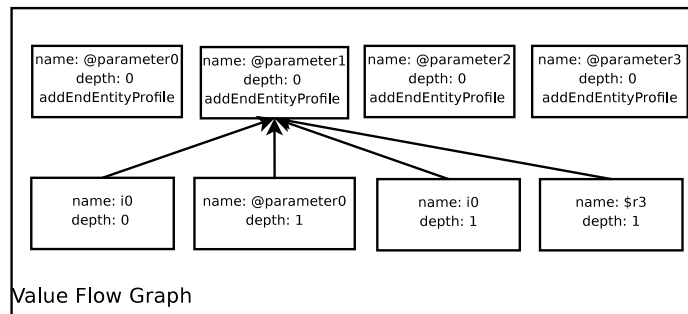 name: @parameter0
depth: 0
addEndEntityProfile
name: @parameter1
depth: 0
addEndEntityProfile
name: @parameter2
depth: 0
addEndEntityProfile
name: @parameter3
depth: 0
addEndEntityProfile
name: i0
depth: 0
name: @parameter0
depth: 1
name: i0
depth: 1
name: $r3
depth: 1
Value Flow Graph